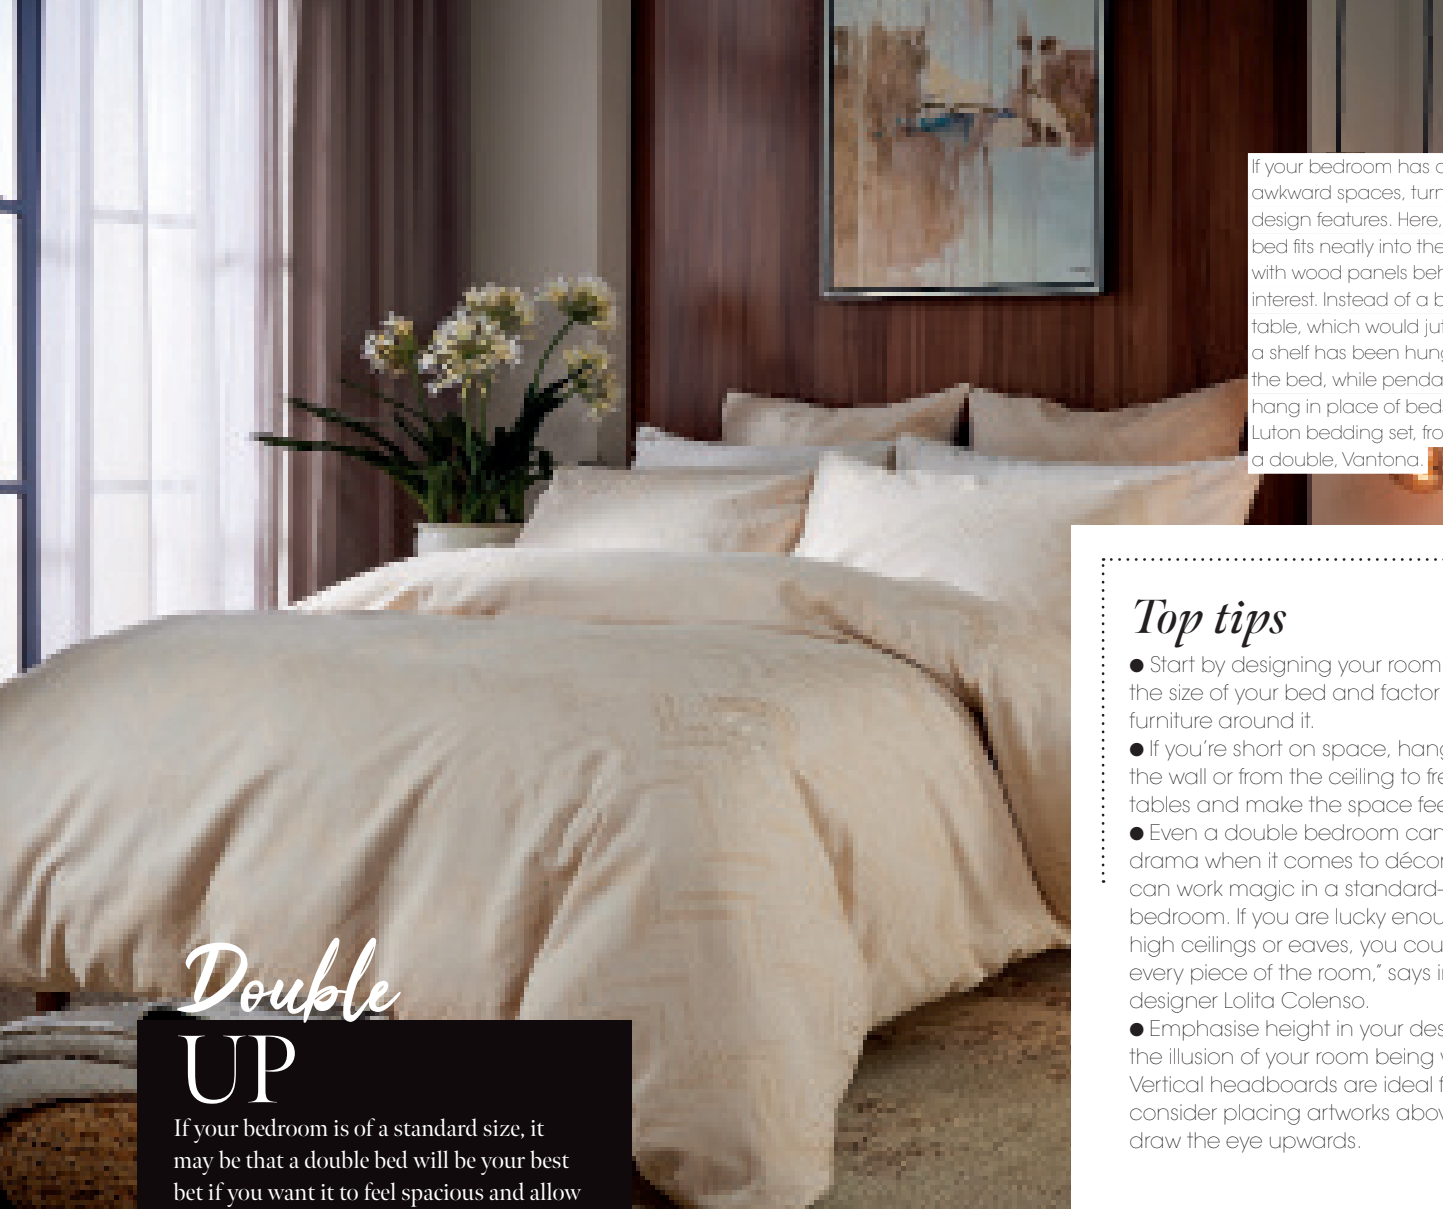 If your bedroom has
awkward spaces, turn
design features. Here,
bed fits neatly into the
with wood panels beh
interest. Instead of a b
table, which would jut
a shelf has been hung
the bed, while penda
hang in place of bed
Luton bedding set, fro
a double, Vantona.
Top tips
● Start by designing your room
the size of your bed and factor
furniture around it.
● If you’re short on space, hang
the wall or from the ceiling to fre
tables and make the space fee
● Even a double bedroom can
drama when it comes to décor
can work magic in a standard-
bedroom. If you are lucky enou
high ceilings or eaves, you cou
every piece of the room,” says
designer Lolita Colenso.
● Emphasise height in your des
the illusion of your room being
Vertical headboards are ideal
consider placing artworks abov
draw the eye upwards.
Double
UP
If your bedroom is of a standard size, it
may be that a double bed will be your best
bet if you want it to feel spacious and allow